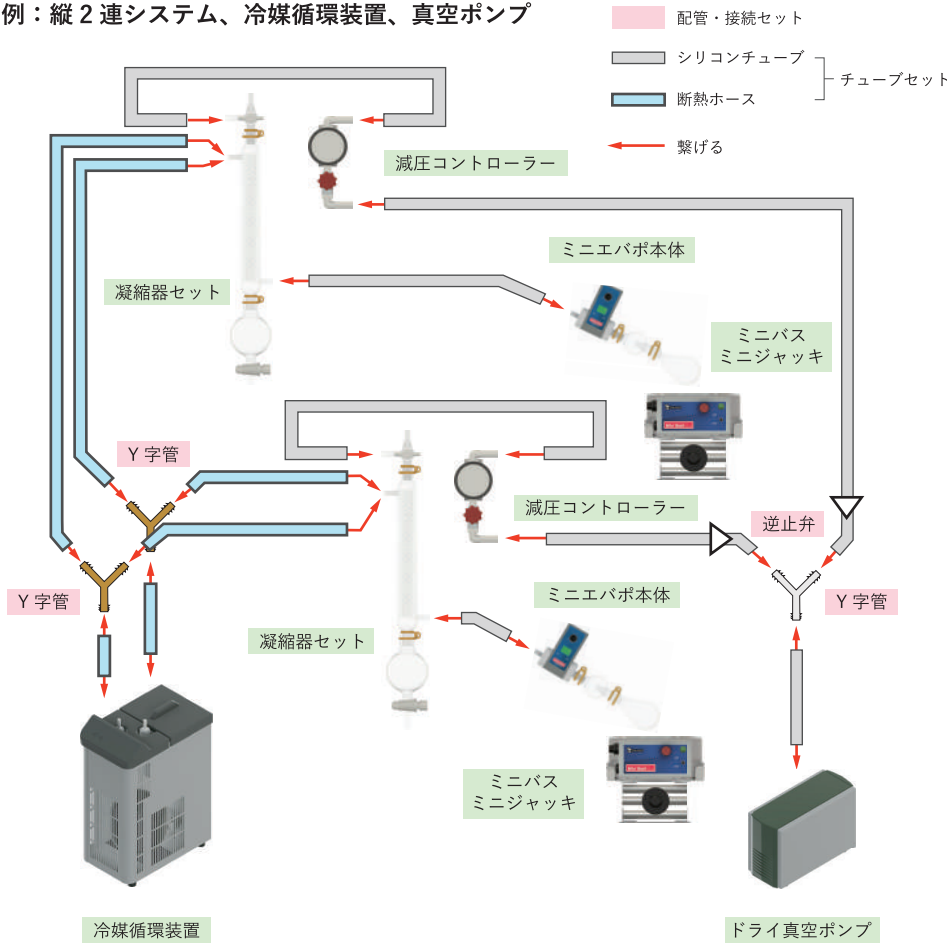 例：縦2連システム、冷媒循環装置、真空ポンプ
配管・接続セット
シリコンチューブ
チューブセット
断熱ホース
繋げる
減圧コントローラー
ミニエバポ本体
凝縮器セット
ミニバス
ミニジャッキ
Y字管
減圧コントローラー
逆止弁
Y字管
ミニエバポ本体
Y字管
凝縮器セット
ミニバス
ミニジャッキ
冷媒循環装置
ドライ真空ポンプ